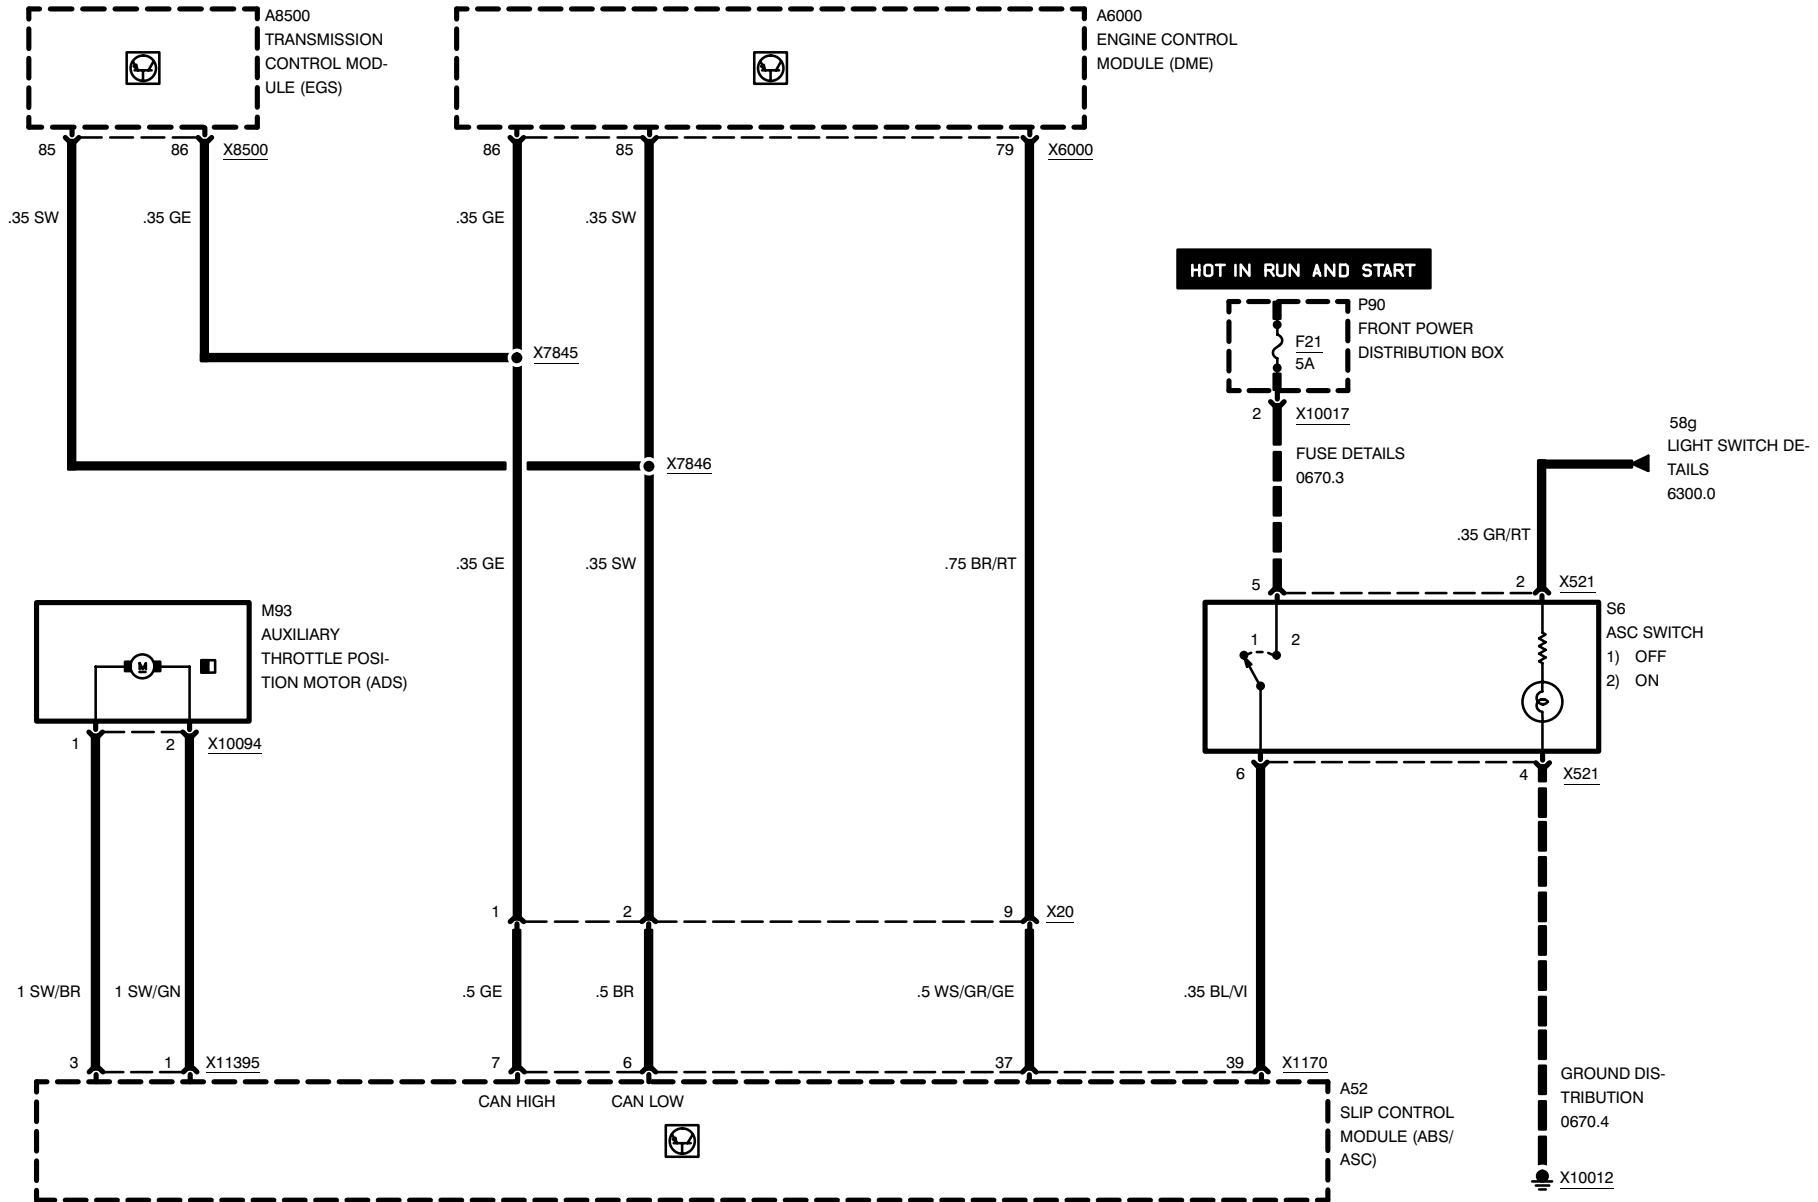 A8500
TRANSMISSION
CONTROL MOD-
ULE (EGS)
A6000
ENGINE CONTROL
MODULE (DME)
85
86
X8500
86
85
79
X6000
.35 SW
.35 GE
.35 GE
.35 SW
HOT IN RUN AND START
P90
FRONT POWER
DISTRIBUTION BOX
F21
5A
X7845
2
X10017
58g
LIGHT SWITCH DE-
TAILS
6300.0
FUSE DETAILS
0670.3
X7846
.35 GR/RT
.35 GE
.35 SW
.75 BR/RT
5
2
X521
M93
AUXILIARY
THROTTLE POSI-
TION MOTOR (ADS)
M
S6
ASC SWITCH
1) OFF
2) ON
1
2
1
2
X10094
6
4
X521
1
2
9
X20
1 SW/BR
1 SW/GN
.5 GE
.5 BR
.5 WS/GR/GE
.35 BL/VI
3
1
X11395
7
6
37
39
X1170
CAN HIGH
CAN LOW
A52
SLIP CONTROL
MODULE (ABS/
ASC)
GROUND DIS-
TRIBUTION
0670.4
X10012